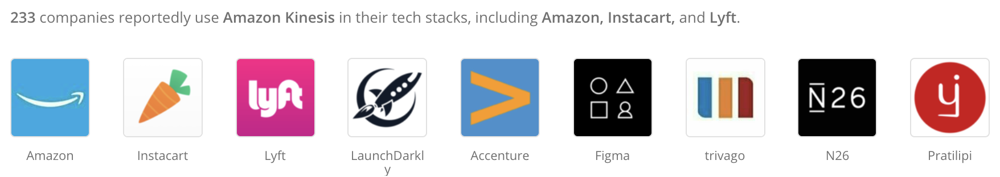 233 companies reportedly use Amazon Kinesis in their tech stacks, including Amazon, Instacart, and Lyft.
lyft
N26
Amazon
Instacart
Lyft
LaunchDarkl
y
Accenture
Figma
trivago
N26
Pratilipi